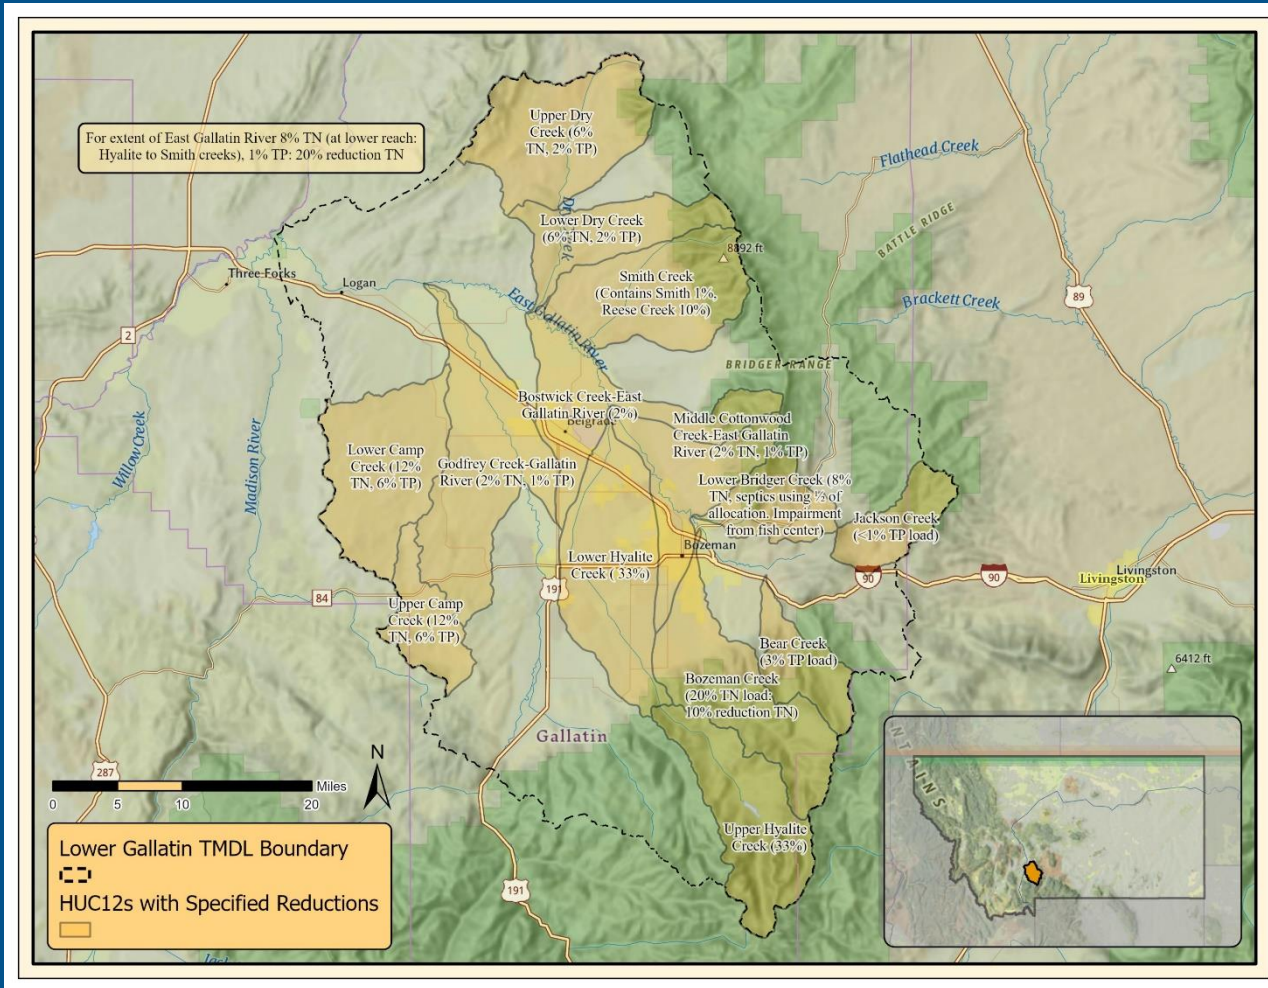 For extent of East Gallatin River 8% TN (at lower reach:
Hyalite to Smith creeks), 1% TP: 20% reduction TN
Upper Dry
Creek (6%
TN, 2% TP)
Flathead Creek
Lower Dry Creek
(6% TN, 2% TP)
BATTLE RIDGE
8892 ft
Three Forks
Logan
Smith Creek
(Contains Smith 1%,
Reese Creek 10%)
East Gallatin River
Brackett Creek
89
2
BRIDGER RANGE
Willow Creek
Madison River
Bostwick Creek-East
Gallatin River (2%)
Belgrade
Middle Cottonwood
Creek-East Gallatin
River (2% TN, 1% TP)
Lower Camp
Creek (12%
TN, 6% TP)
Godfrey Creek-Gallatin
River (2% TN, 1% TP)
Lower Bridger Creek (8%
TN, septics using ½ of
allocation. Impairment
from fish center)
Jackson Creek
(<1% TP load)
Bozeman
Lower Hyalite
Creek ( 33%)
191
90
90
Livingston
Livingston
84
Upper Camp
Creek (12%
TN, 6% TP)
Bear Creek
(3% TP load)
6412 ft
Bozeman Creek
(20% TN load:
10% reduction TN)
Gallatin
N
287
Miles
0 5 10 20
Upper Hyalite
Creek (33%)
191
Lower Gallatin TMDL Boundary
HUC12s with Specified Reductions
NTAINS